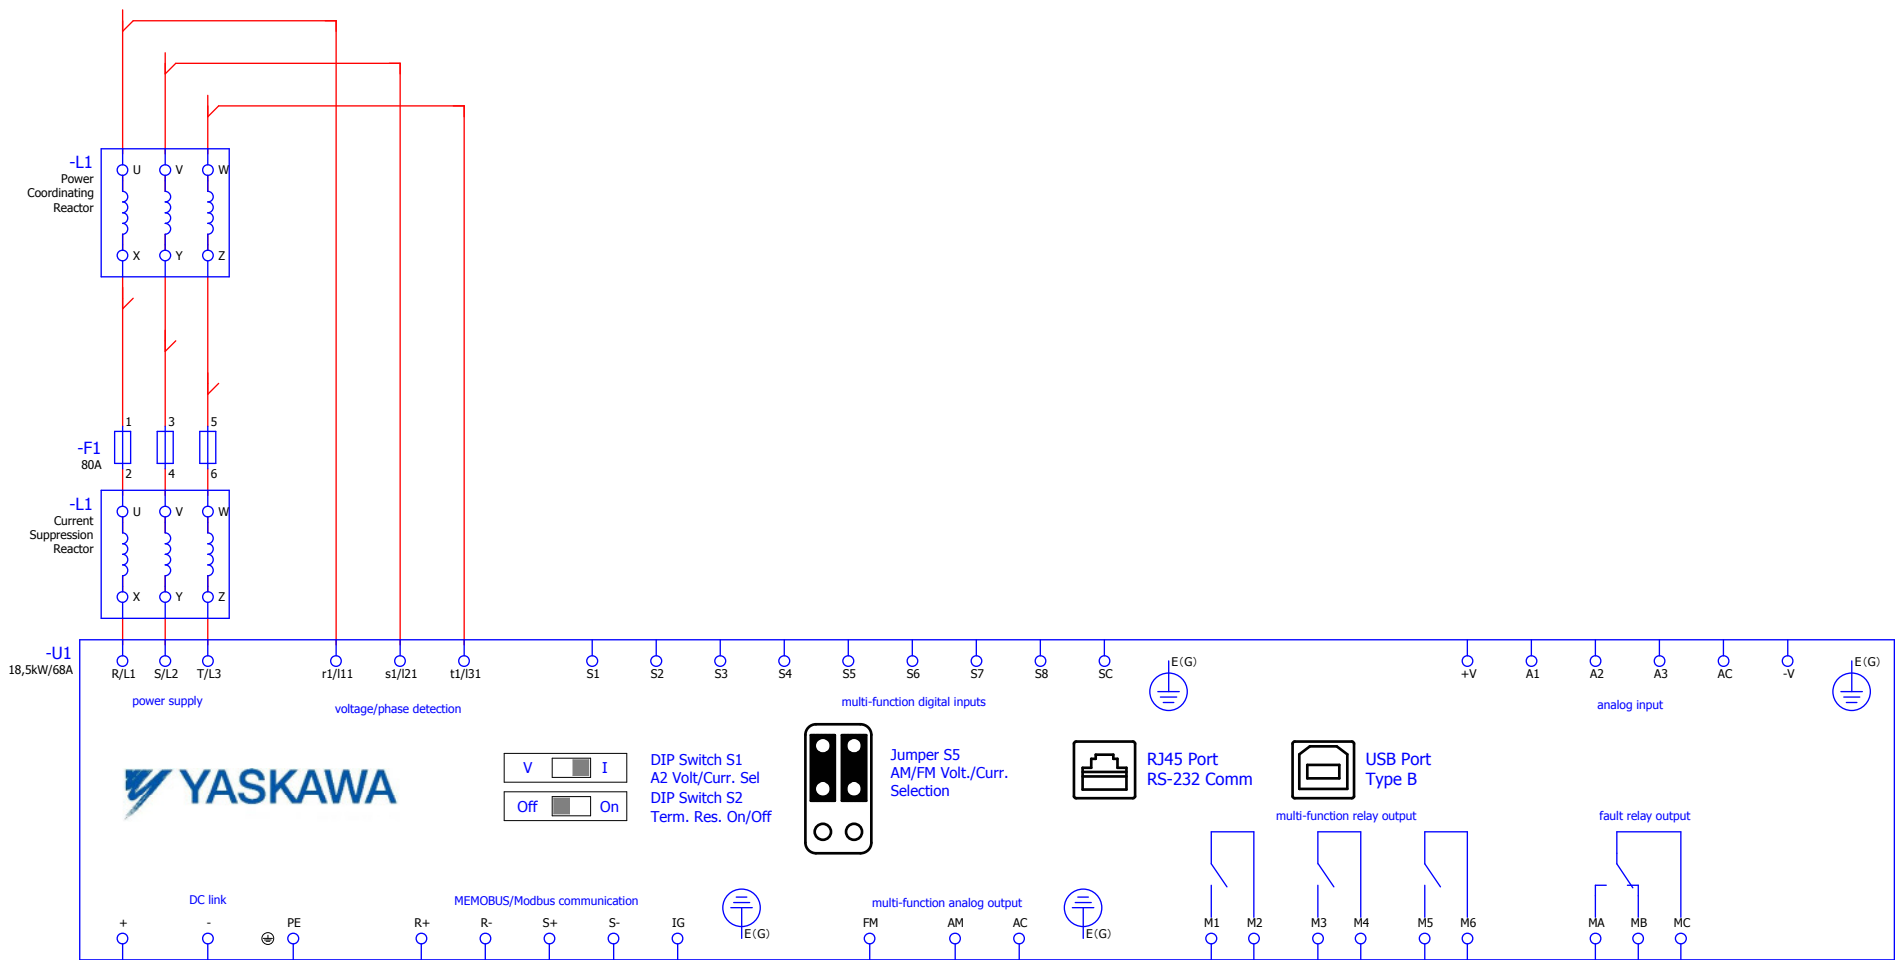 -L1
Power
Coordinating
Reactor
U V W
X Y Z
1 3 5
-F1
80A
2 4 6
-L1
Current
Suppression
Reactor
U V W
X Y Z
-U1
18,5kW/68A
R/L1 S/L2 T/L3 r1/l11 s1/l21 t1/l31 S1 S2 S3 S4 S5 S6 S7 S8 SC E(G) +V A1 A2 A3 AC -V E(G)
power supply
voltage/phase detection
multi-function digital inputs
analog input
YASKAWA
V I
Off On
DIP Switch S1
A2 Volt/Curr. Sel
DIP Switch S2
Term. Res. On/Off
Jumper S5
AM/FM Volt./Curr.
Selection
RJ45 Port
RS-232 Comm
USB Port
Type B
multi-function relay output
fault relay output
DC link
MEMOBUS/Modbus communication
multi-function analog output
+ - PE R+ R- S+ S- IG E(G) FM AM AC E(G) M1 M2 M3 M4 M5 M6 MA MB MC